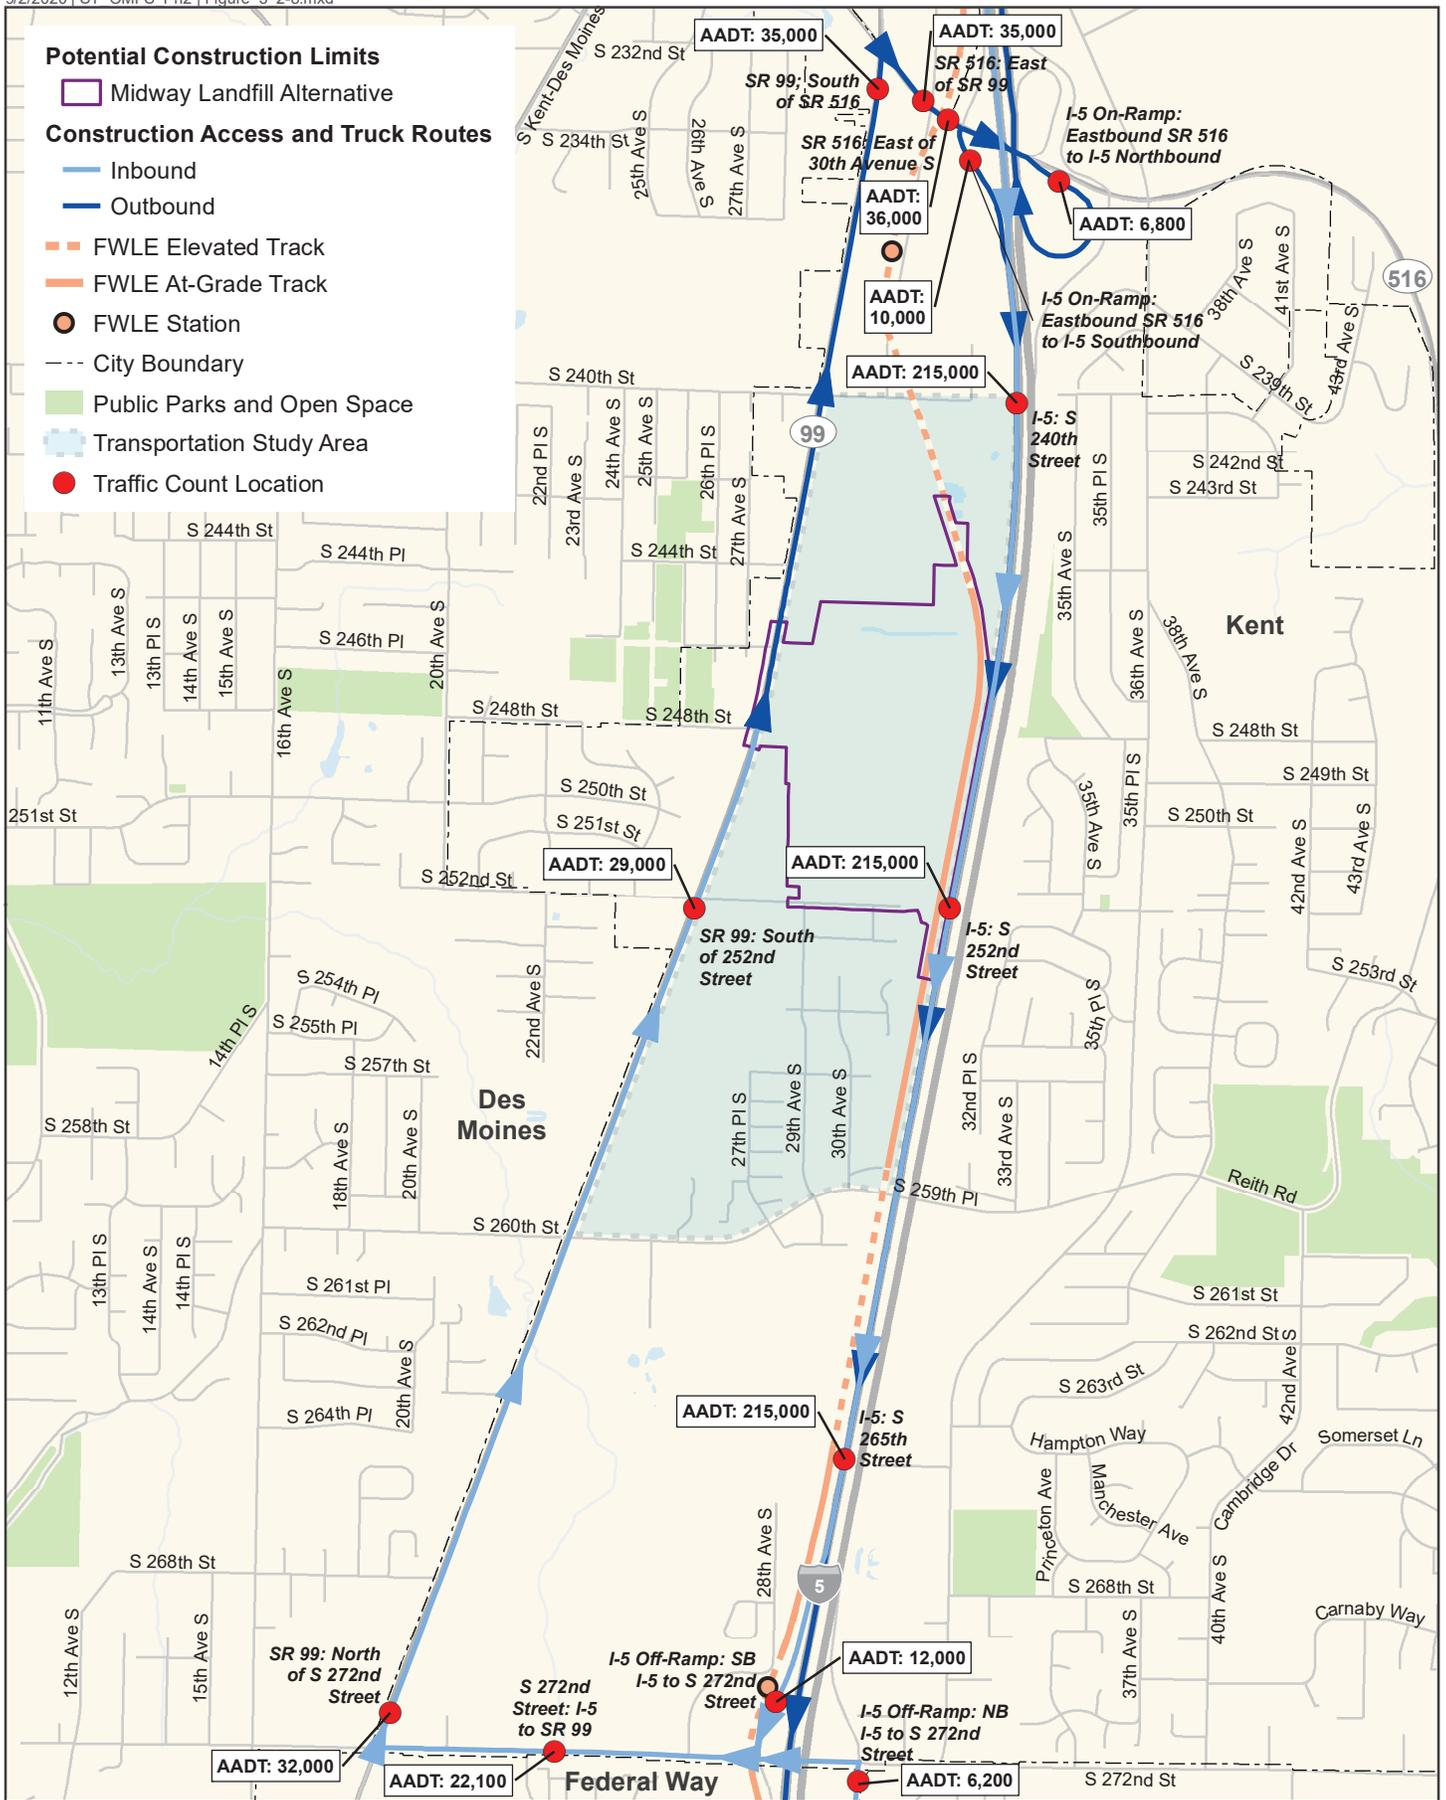 Potential Construction Limits
Midway Landfill Alternative
Construction Access and Truck Routes
Inbound
Outbound
FWLE Elevated Track
FWLE At-Grade Track
FWLE Station
City Boundary
Public Parks and Open Space
Transportation Study Area
Traffic Count Location
S Kent-Des Moines
S 232nd St
S 234th St
25th Ave S
26th Ave S
27th Ave S
AADT: 35,000
AADT: 35,000
SR 99: South
of SR 516
SR 516: East
of SR 99
SR 516: East of
30th Avenue S
AADT:
36,000
I-5 On-Ramp:
Eastbound SR 516
to I-5 Northbound
AADT: 6,800
AADT:
10,000
I-5 On-Ramp:
Eastbound SR 516
to I-5 Southbound
516
38th Ave S
41st Ave S
43rd Ave S
S 239th St
AADT: 215,000
I-5: S
240th
Street
S 240th St
99
22nd Pl S
23rd Ave S
24th Ave S
25th Ave S
26th Pl S
27th Ave S
35th Pl S
S 242nd St
S 243rd St
S 244th St
S 244th Pl
S 244th St
35th Ave S
11th Ave S
13th Ave S
13th Pl S
14th Ave S
15th Ave S
16th Ave S
S 246th Pl
20th Ave S
36th Ave S
38th Ave S
Kent
S 248th St
S 248th St
S 248th St
S 249th St
S 250th St
S 250th St
35th Ave S
35th Pl S
42nd Ave S
43rd Ave S
251st St
S 251st St
S 252nd St
AADT: 29,000
SR 99: South
of 252nd
Street
AADT: 215,000
I-5: S
252nd
Street
S 253rd St
S 254th Pl
S 255th Pl
S 257th St
14th Pl S
22nd Ave S
35th Pl S
Des
Moines
S 258th St
18th Ave S
20th Ave S
27th Pl S
29th Ave S
30th Ave S
32nd Pl S
33rd Ave S
S 259th Pl
Reith Rd
S 260th St
13th Pl S
14th Ave S
14th Pl S
S 261st Pl
S 261st St
S 262nd Pl
S 262nd St
20th Ave S
S 263rd St
42nd Ave S
S 264th Pl
AADT: 215,000
I-5: S
265th
Street
Hampton Way
Somerset Ln
Princeton Ave
Manchester Ave
Cambridge Dr
28th Ave S
5
S 268th St
S 268th St
12th Ave S
15th Ave S
37th Ave S
40th Ave S
Carnaby Way
SR 99: North
of S 272nd
Street
AADT: 32,000
S 272nd
Street: I-5
to SR 99
AADT: 22,100
I-5 Off-Ramp: SB
I-5 to S 272nd
Street
AADT: 12,000
I-5 Off-Ramp: NB
I-5 to S 272nd
Street
AADT: 6,200
Federal Way
S 272nd St